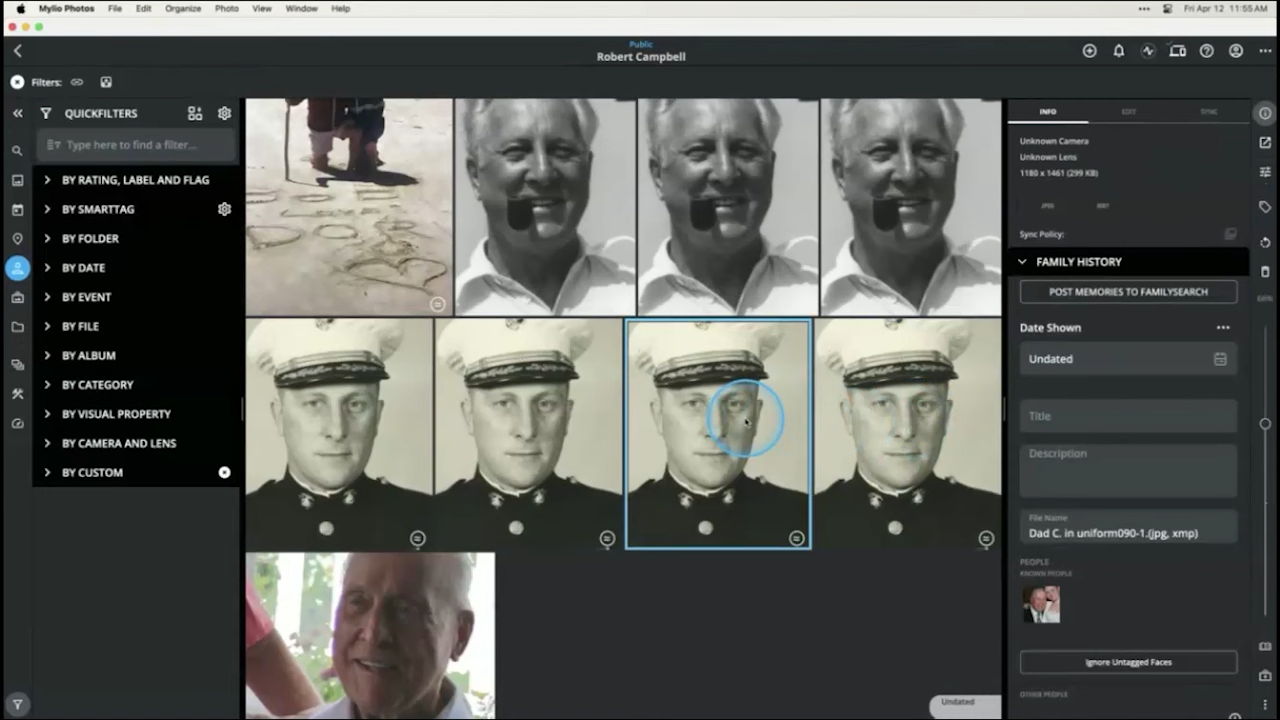 Mylio Photos File Edit Organize Photo View Window Help
Fri Apr 12 11:55 AM
Public
Robert Campbell
Filters:
QUICKFILTERS
Type here to find a filter...
BY RATING, LABEL AND FLAG
BY SMARTTAG
BY FOLDER
BY DATE
BY EVENT
BY FILE
BY ALBUM
BY CATEGORY
BY VISUAL PROPERTY
BY CAMERA AND LENS
BY CUSTOM
Undated
INFO EDIT SYNC
Unknown Camera
Unknown Lens
1180 x 1461 (299 KB)
JPEG
Sync Policy:
FAMILY HISTORY
POST MEMORIES TO FAMILYSEARCH
Date Shown
Undated
Title
Description
File Name
Dad C. in uniform090-1.(jpg, xmp)
PEOPLE
KNOWN PEOPLE
Ignore Untagged Faces
OTHER PEOPLE